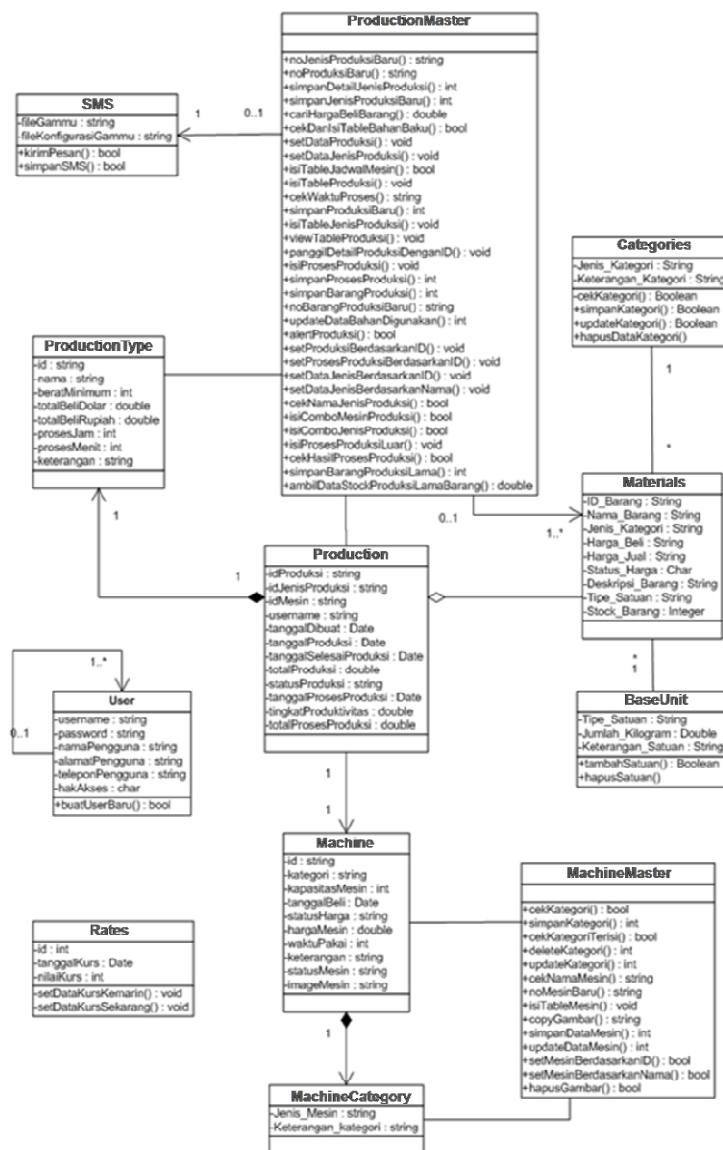 ProductionMaster
+noJenisProduksiBaru() : string
+noProduksiBaru() : string
+simpanDetailJenisProduksi() : int
+simpanJenisProduksiBaru() : int
+cariHargaBeliBarang() : double
+cekDanIsiTableBahanBaku() : bool
+setDataProduksi() : void
+setDataJenisProduksi() : void
+isiTableJadwalMesin() : bool
+isiTableProduksi() : void
+cekWaktuProses() : string
+simpanProduksiBaru() : int
+isiTableJenisProduksi() : void
+viewTableProduksi() : void
+panggilDetailProduksiDenganID() : void
+isiProsesProduksi() : void
+simpanProsesProduksi() : int
+simpanBarangProduksi() : int
+noBarangProduksiBaru() : string
+updateDataBahanDigunakan() : int
+alertProduksi() : bool
+setProduksiBerdasarkanID() : void
+setProsesProduksiBerdasarkanID() : void
+setDataJenisBerdasarkanID() : void
+setDataJenisBerdasarkanNama() : void
+cekNamaJenisProduksi() : bool
+isiComboMesinProduksi() : bool
+isiComboJenisProduksi() : bool
+isiProsesProduksiLuar() : void
+cekHasilProsesProduksi() : bool
+simpanBarangProduksiLama() : int
+ambilDataStockProduksiLamaBarang() : double
SMS
-fileGammu : string
-fileKonfigurasiGammu : string
+kirimPesan() : bool
+simpanSMS() : bool
1
0..1
Categories
-Jenis_Kategori : String
-Keterangan_Kategori : String
+cekKategori() : Boolean
+simpanKategori() : Boolean
+updateKategori() : Boolean
+hapusDataKategori()
1
*
ProductionType
-id : string
-nama : string
-beratMinimum : int
-totalBeliDolar : double
-totalBeliRupiah : double
-prosesJam : int
-prosesMenit : int
-keterangan : string
1
1
Materials
-ID_Barang : String
-Nama_Barang : String
-Jenis_Kategori : String
-Harga_Beli : String
-Harga_Jual : String
-Status_Harga : Char
-Deskripsi_Barang : String
-Tipe_Satuan : String
-Stock_Barang : Integer
0..1
1..*
Production
-idProduksi : string
-idJenisProduksi : string
-idMesin : string
-username : string
-tanggalDibuat : Date
-tanggalProduksi : Date
-tanggalSelesaiProduksi : Date
-totalProduksi : double
-statusProduksi : string
-tanggalProsesProduksi : Date
-tingkatProduktivitas : double
-totalProsesProduksi : double
*
1
BaseUnit
-Tipe_Satuan : String
-Jumlah_Kilogram : Double
-Keterangan_Satuan : String
+tambahSatuan() : Boolean
+hapusSatuan()
1..*
0..1
User
-username : string
-password : string
-namaPengguna : string
-alamatPengguna : string
-teleponPengguna : string
-hakAkses : char
+buatUserBaru() : bool
1
1
Machine
-id : string
-kategori : string
-kapasitasMesin : int
-tanggalBeli : Date
-statusHarga : string
-hargaMesin : double
-waktuPakai : int
-keterangan : string
-statusMesin : string
-imageMesin : string
1
MachineMaster
+cekKategori() : bool
+simpanKategori() : int
+cekKategoriTerisi() : bool
+deleteKategori() : int
+updateKategori() : int
+cekNamaMesin() : string
+noMesinBaru() : string
+isiTableMesin() : void
+copyGambar() : string
+simpanDataMesin() : int
+updateDataMesin() : int
+setMesinBerdasarkanID() : bool
+setMesinBerdasarkanNama() : bool
+hapusGambar() : bool
Rates
-id : int
-tanggalKurs : Date
-nilaiKurs : int
-setDataKursKemarin() : void
-setDataKursSekarang() : void
MachineCategory
-Jenis_Mesin : string
-Keterangan_kategori : string